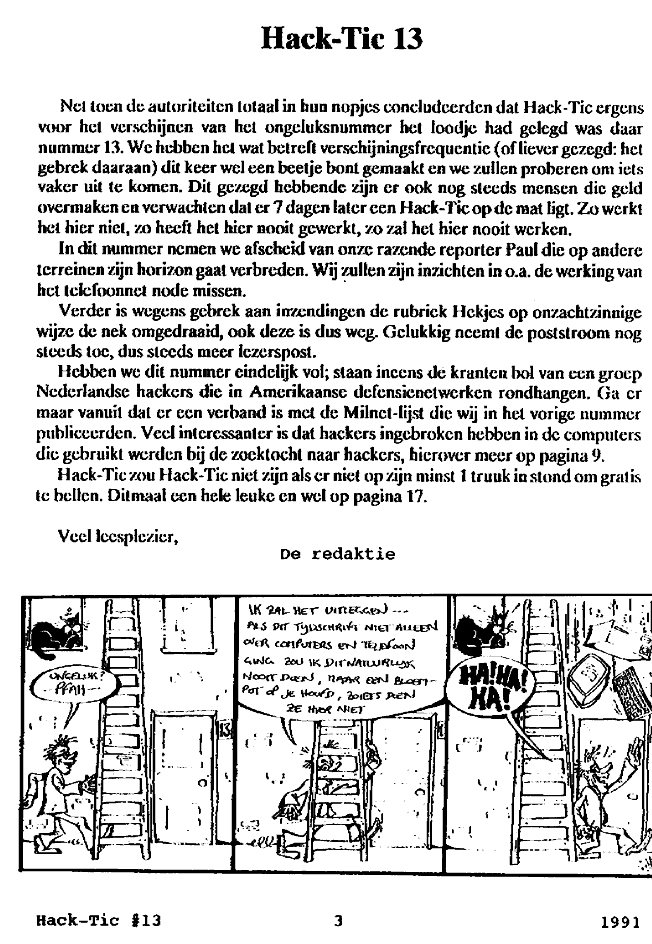 Hack-Tic 13
Net toen de autoriteiten totaal in hun nopjes concludeerden dat Hack-Tic ergens
voor het verschijnen van het ongeluksnummer het loodje had gelegd was daar
nummer 13. We hebben het wat betreft verschijningsfrequentie (of liever gezegd: het
gebrek daaraan) dit keer wel een beetje bont gemaakt en we zullen proberen om iets
vaker uit te komen. Dit gezegd hebbende zijn er ook nog steeds mensen die geld
overmaken en verwachten dat er 7 dagen later een Hack-Tic op de mat ligt. Zo werkt
het hier niet, zo heeft het hier nooit gewerkt, zo zal het hier nooit werken.
In dit nummer nemen we afscheid van onze razende reporter Paul die op andere
terreinen zijn horizon gaat verbreden. Wij zullen zijn inzichten in o.a. de werking van
het telefoonnet node missen.
Verder is wegens gebrek aan inzendingen de rubriek Hekjes op onzachtzinnige
wijze de nek omgedraaid, ook deze is dus weg. Gelukkig neemt de poststroom nog
steeds toe, dus steeds meer lezerspost.
Hebben we dit nummer eindelijk vol; staan ineens de kranten bol van een groep
Nederlandse hackers die in Amerikaanse defensienetwerken rondhangen. Ga er
maar vanuit dat er een verband is met de Milnet-lijst die wij in het vorige nummer
publiceerden. Veel interessanter is dat hackers ingebroken hebben in de computers
die gebruikt werden bij de zoektocht naar hackers, hierover meer op pagina 9.
Hack-Tic zou Hack-Tic niet zijn als er niet op zijn minst 1 truuk in stond om gratis
te bellen. Ditmaal een hele leuke en wel op pagina 17.
Veel leesplezier,
De redaktie
ONGELUK?
PFAH
IK ZAL HET UITLEGGEN ---
ALS DIT TIJDSCHRIFT NIET ALLEEN
OVER COMPUTERS EN TELEFOON
GING ZOU IK DIT NATUURLIJK
NOOIT DOEN, MAAR EEN BLOEM-
POT OP JE HOOFD, ZOIETS DOEN
ZE HIER NIET
13
HA! HA!
HA!
Hack-Tic #13
3
1991